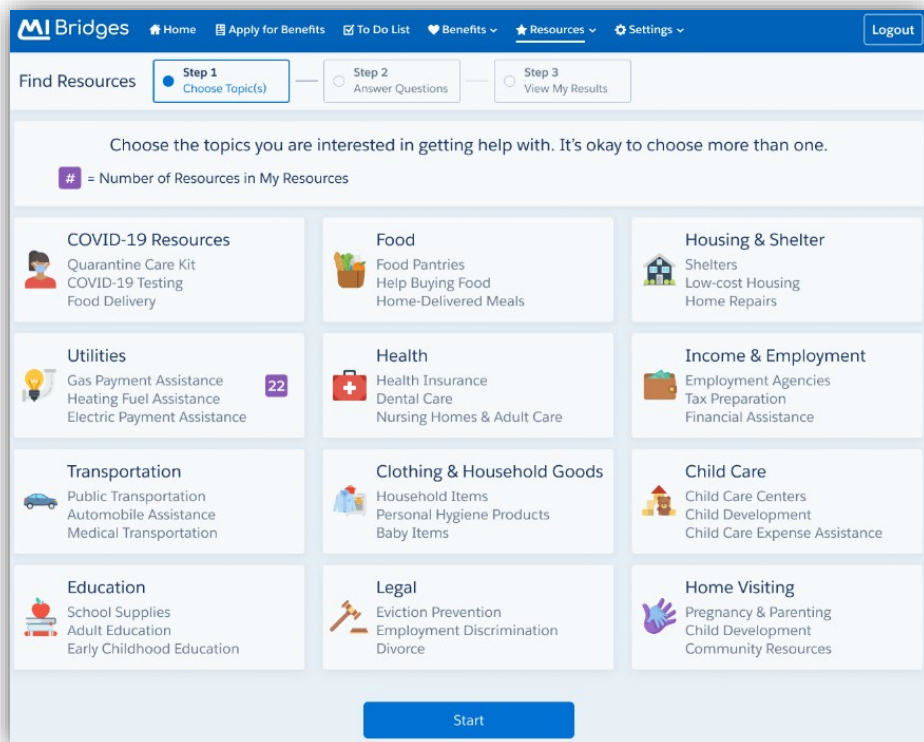 MI Bridges Home Apply for Benefits To Do List Benefits Resources Settings Logout
Find Resources
Step 1
Choose Topic(s)
Step 2
Answer Questions
Step 3
View My Results
Choose the topics you are interested in getting help with. It's okay to choose more than one.
# = Number of Resources in My Resources
COVID-19 Resources
Quarantine Care Kit
COVID-19 Testing
Food Delivery
Food
Food Pantries
Help Buying Food
Home-Delivered Meals
Housing & Shelter
Shelters
Low-cost Housing
Home Repairs
Utilities
Gas Payment Assistance
Heating Fuel Assistance
Electric Payment Assistance
22
Health
Health Insurance
Dental Care
Nursing Homes & Adult Care
Income & Employment
Employment Agencies
Tax Preparation
Financial Assistance
Transportation
Public Transportation
Automobile Assistance
Medical Transportation
Clothing & Household Goods
Household Items
Personal Hygiene Products
Baby Items
Child Care
Child Care Centers
Child Development
Child Care Expense Assistance
Education
School Supplies
Adult Education
Early Childhood Education
Legal
Eviction Prevention
Employment Discrimination
Divorce
Home Visiting
Pregnancy & Parenting
Child Development
Community Resources
Start